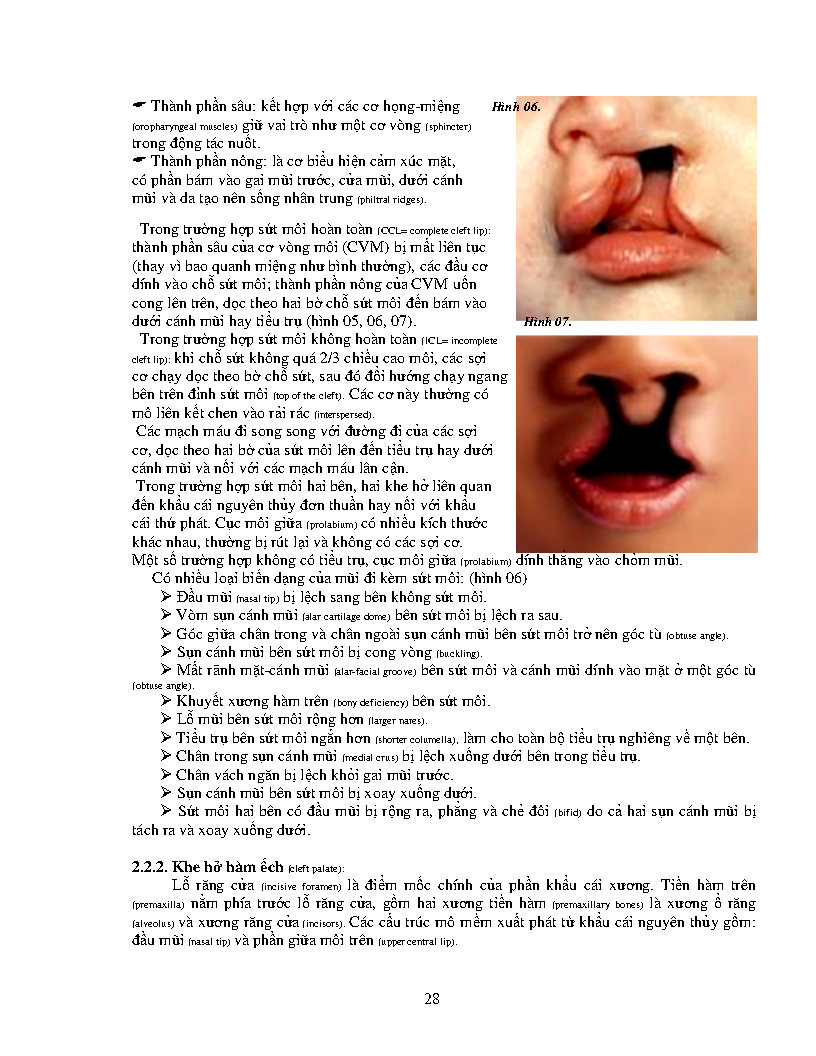 ☛ Thành phần sâu: kết hợp với các cơ họng-miệng
(oropharyngeal muscles) giữ vai trò như một cơ vòng (sphincter)
trong động tác nuốt.
☛ Thành phần nông: là cơ biểu hiện cảm xúc mặt,
có phần bám vào gai mũi trước, cửa mũi, dưới cánh
mũi và da tạo nên sống nhân trung (philtral ridges).
Trong trường hợp sứt môi hoàn toàn (CCL= complete cleft lip):
thành phần sâu của cơ vòng môi (CVM) bị mất liên tục
(thay vì bao quanh miệng như bình thường), các đầu cơ
dính vào chỗ sứt môi; thành phần nông của CVM uốn
cong lên trên, dọc theo hai bờ chỗ sứt môi đến bám vào
dưới cánh mũi hay tiểu trụ (hình 05, 06, 07).
Trong trường hợp sứt môi không hoàn toàn (ICL= incomplete
cleft lip): khi chỗ sứt không quá 2/3 chiều cao môi, các sợi
cơ chạy dọc theo bờ chỗ sứt, sau đó đổi hướng chạy ngang
bên trên đỉnh sứt môi (top of the cleft). Các cơ này thường có
mô liên kết chen vào rải rác (interspersed).
Các mạch máu đi song song với đường đi của các sợi
cơ, dọc theo hai bờ của sứt môi lên đến tiểu trụ hay dưới
cánh mũi và nối với các mạch máu lân cận.
Trong trường hợp sứt môi hai bên, hai khe hở liên quan
đến khẩu cái nguyên thủy đơn thuần hay nối với khẩu
cái thứ phát. Cục môi giữa (prolabium) có nhiều kích thước
khác nhau, thường bị rút lại và không có các sợi cơ.
Hình 06.
Hình 07.
Một số trường hợp không có tiểu trụ, cục môi giữa (prolabium) dính thẳng vào chỏm mũi.
Có nhiều loại biến dạng của mũi đi kèm sứt môi: (hình 06)
➢ Đầu mũi (nasal tip) bị lệch sang bên không sứt môi.
➢ Vòm sụn cánh mũi (alar cartilage dome) bên sứt môi bị lệch ra sau.
➢ Góc giữa chân trong và chân ngoài sụn cánh mũi bên sứt môi trở nên góc tù (obtuse angle).
➢ Sụn cánh mũi bên sứt môi bị cong vòng (buckling).
➢ Mất rãnh mặt-cánh mũi (alar-facial groove) bên sứt môi và cánh mũi dính vào mặt ở một góc tù
(obtuse angle).
➢ Khuyết xương hàm trên (bony deficiency) bên sứt môi.
➢ Lỗ mũi bên sứt môi rộng hơn (larger nares).
➢ Tiểu trụ bên sứt môi ngắn hơn (shorter columella), làm cho toàn bộ tiểu trụ nghiêng về một bên.
➢ Chân trong sụn cánh mũi (medial crus) bị lệch xuống dưới bên trong tiểu trụ.
➢ Chân vách ngăn bị lệch khỏi gai mũi trước.
➢ Sụn cánh mũi bên sứt môi bị xoay xuống dưới.
➢ Sứt môi hai bên có đầu mũi bị rộng ra, phẳng và chẻ đôi (bifid) do cả hai sụn cánh mũi bị
tách ra và xoay xuống dưới.
2.2.2. Khe hở hàm ếch (cleft palate):
Lỗ răng cửa (incisive foramen) là điểm mốc chính của phần khẩu cái xương. Tiền hàm trên
(premaxilla) nằm phía trước lỗ răng cửa, gồm hai xương tiền hàm (premaxillary bones) là xương ổ răng
(alveolus) và xương răng cửa (incisors). Các cấu trúc mô mềm xuất phát từ khẩu cái nguyên thủy gồm:
đầu mũi (nasal tip) và phần giữa môi trên (upper central lip).
28